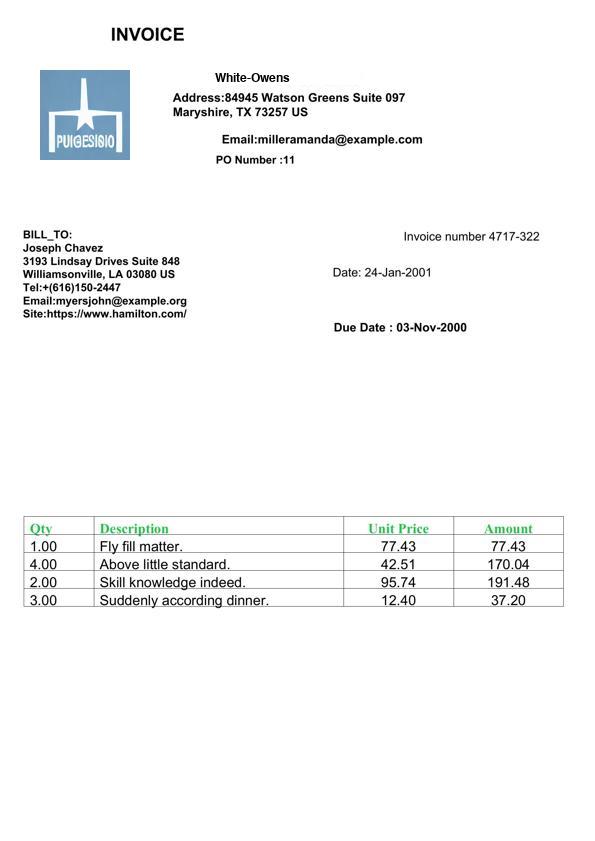 INVOICE
White-Owens
Address:84945 Watson Greens Suite 097
Maryshire, TX 73257 US
PUIGESISIO
Email:milleramanda@example.com
PO Number :11
BILL_TO:
Joseph Chavez
3193 Lindsay Drives Suite 848
Williamsonville, LA 03080 US
Tel:+(616)150-2447
Email:myersjohn@example.org
Site:https://www.hamilton.com/
Invoice number 4717-322
Date: 24-Jan-2001
Due Date : 03-Nov-2000
Qty Description Unit Price Amount
1.00 Fly fill matter. 77.43 77.43
4.00 Above little standard. 42.51 170.04
2.00 Skill knowledge indeed. 95.74 191.48
3.00 Suddenly according dinner. 12.40 37.20